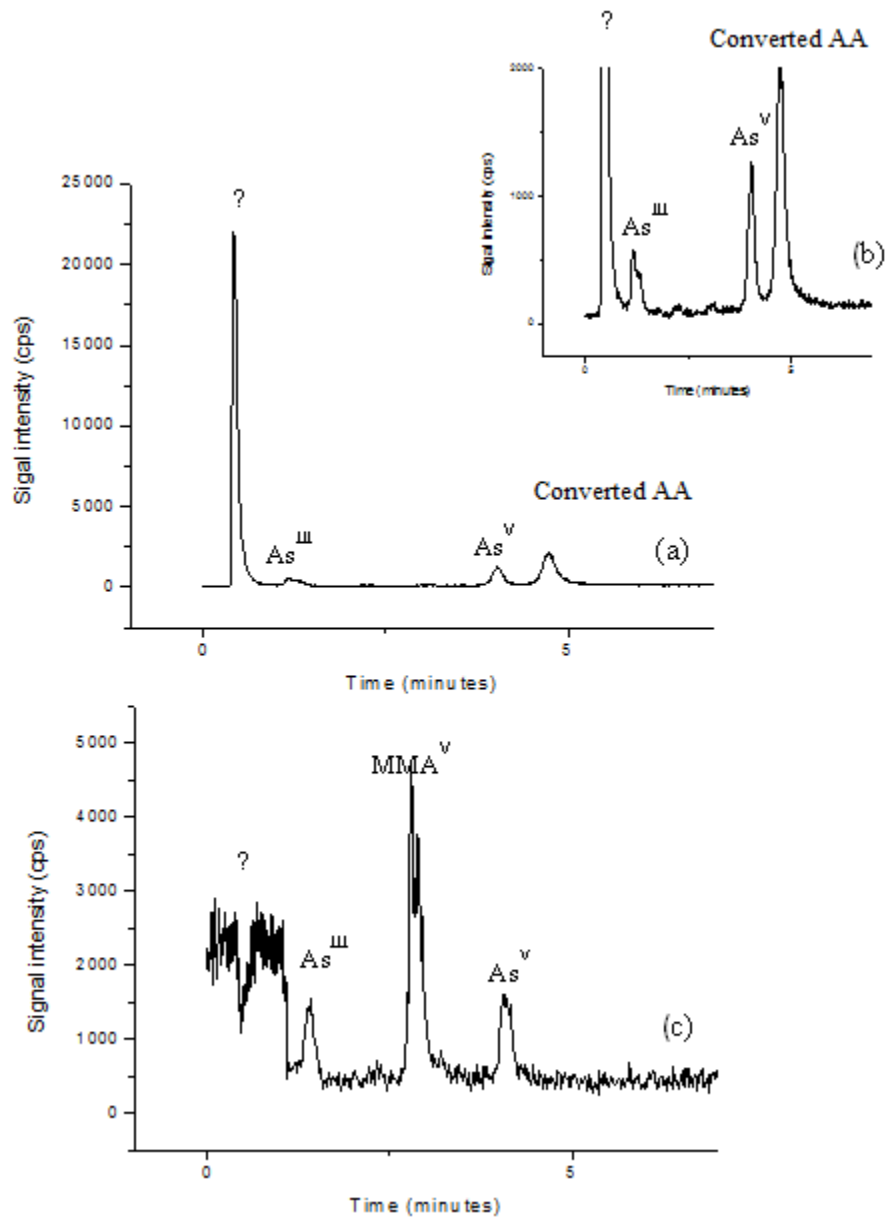 ?
Converted AA
2000
As^V
1000
As^III
Sigal intensity (cps)
(b)
0
0
5
Time (minutes)
25000
?
20000
15000
10000
Sigal intensity (cps)
Converted AA
5000
As^III
As^V
(a)
0
0
5
Time (minutes)
5000
MMA^V
4000
?
3000
As^III
As^V
2000
Signal intensity (cps)
(c)
1000
0
0
5
Time (minutes)